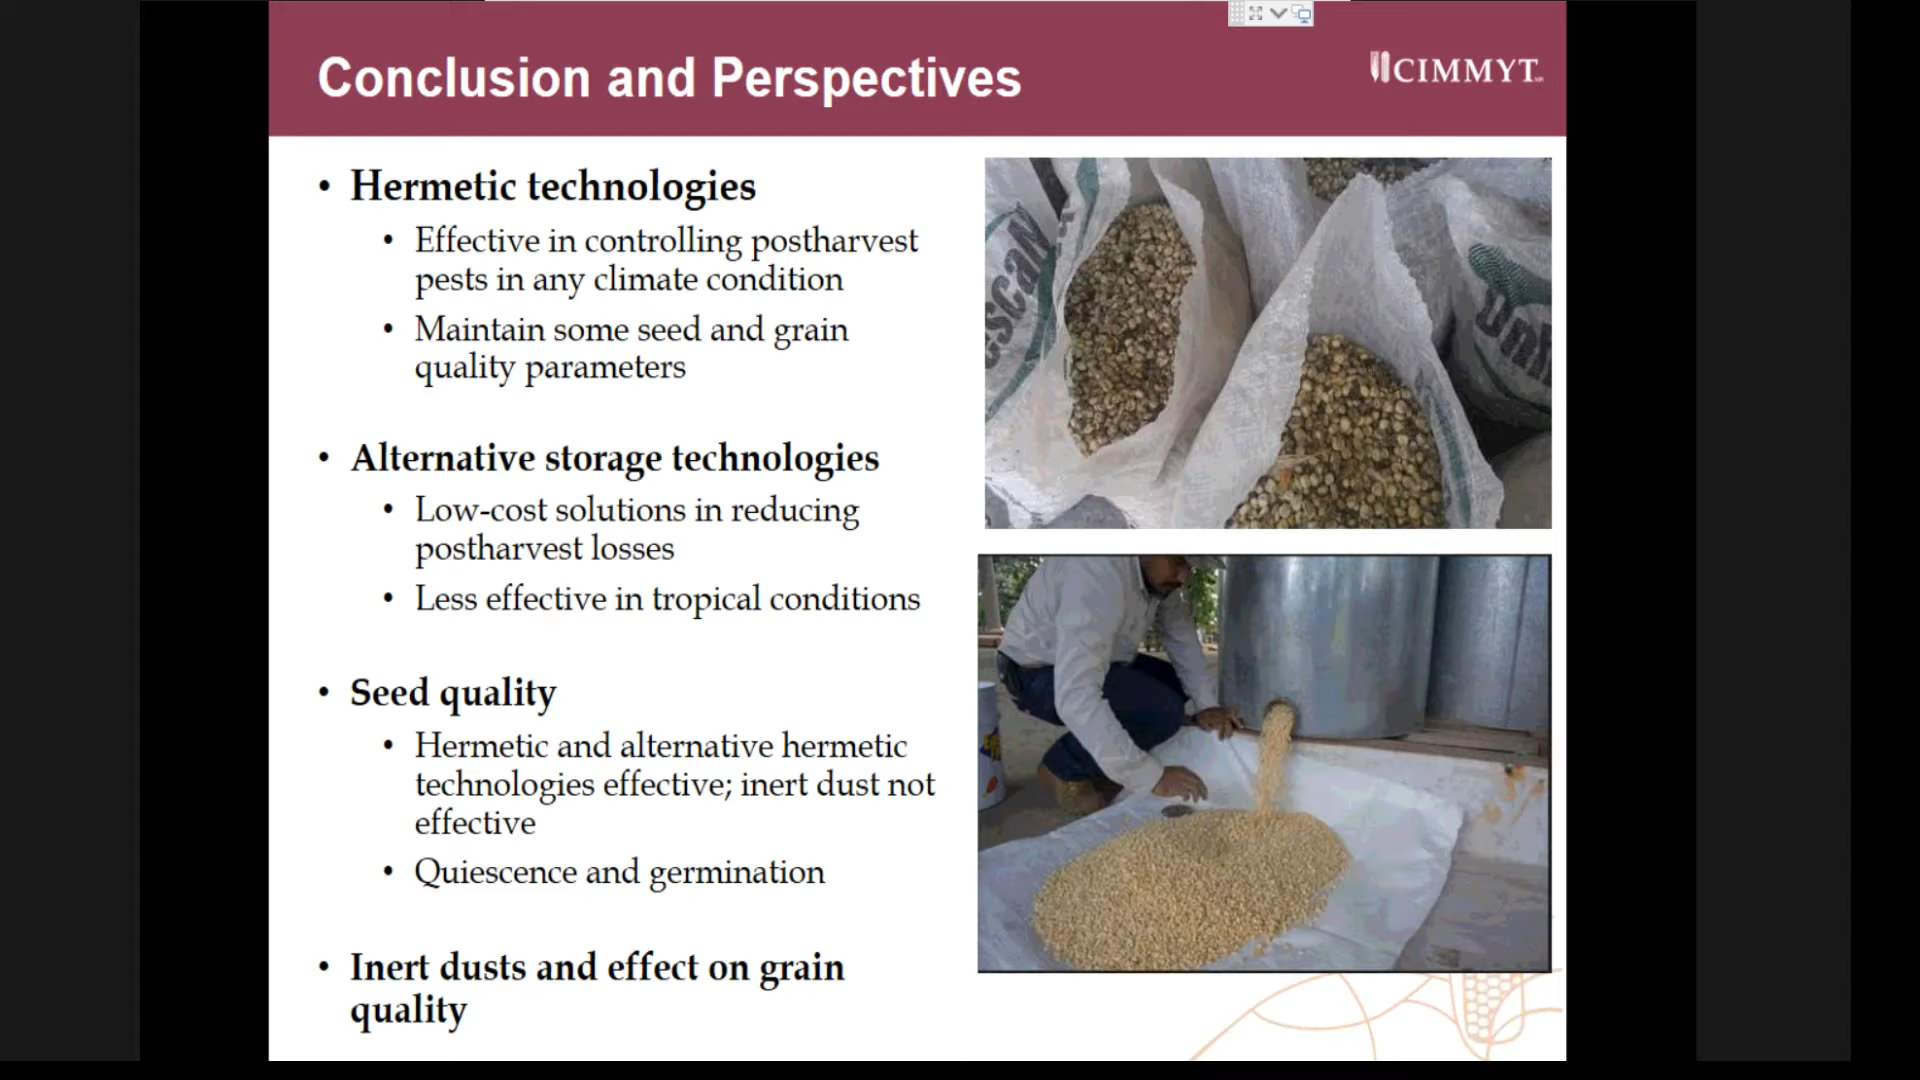 Conclusion and Perspectives
CIMMYT
• Hermetic technologies
• Effective in controlling postharvest
pests in any climate condition
• Maintain some seed and grain
quality parameters
• Alternative storage technologies
• Low-cost solutions in reducing
postharvest losses
• Less effective in tropical conditions
• Seed quality
• Hermetic and alternative hermetic
technologies effective; inert dust not
effective
• Quiescence and germination
• Inert dusts and effect on grain
quality